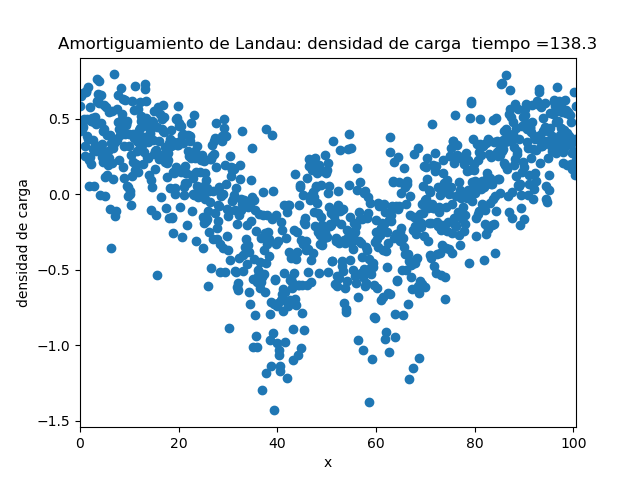 Amortiguamiento de Landau: densidad de carga  tiempo =138.3
densidad de carga
0.5
0.0
−0.5
−1.0
−1.5
0 20 40 60 80 100
x